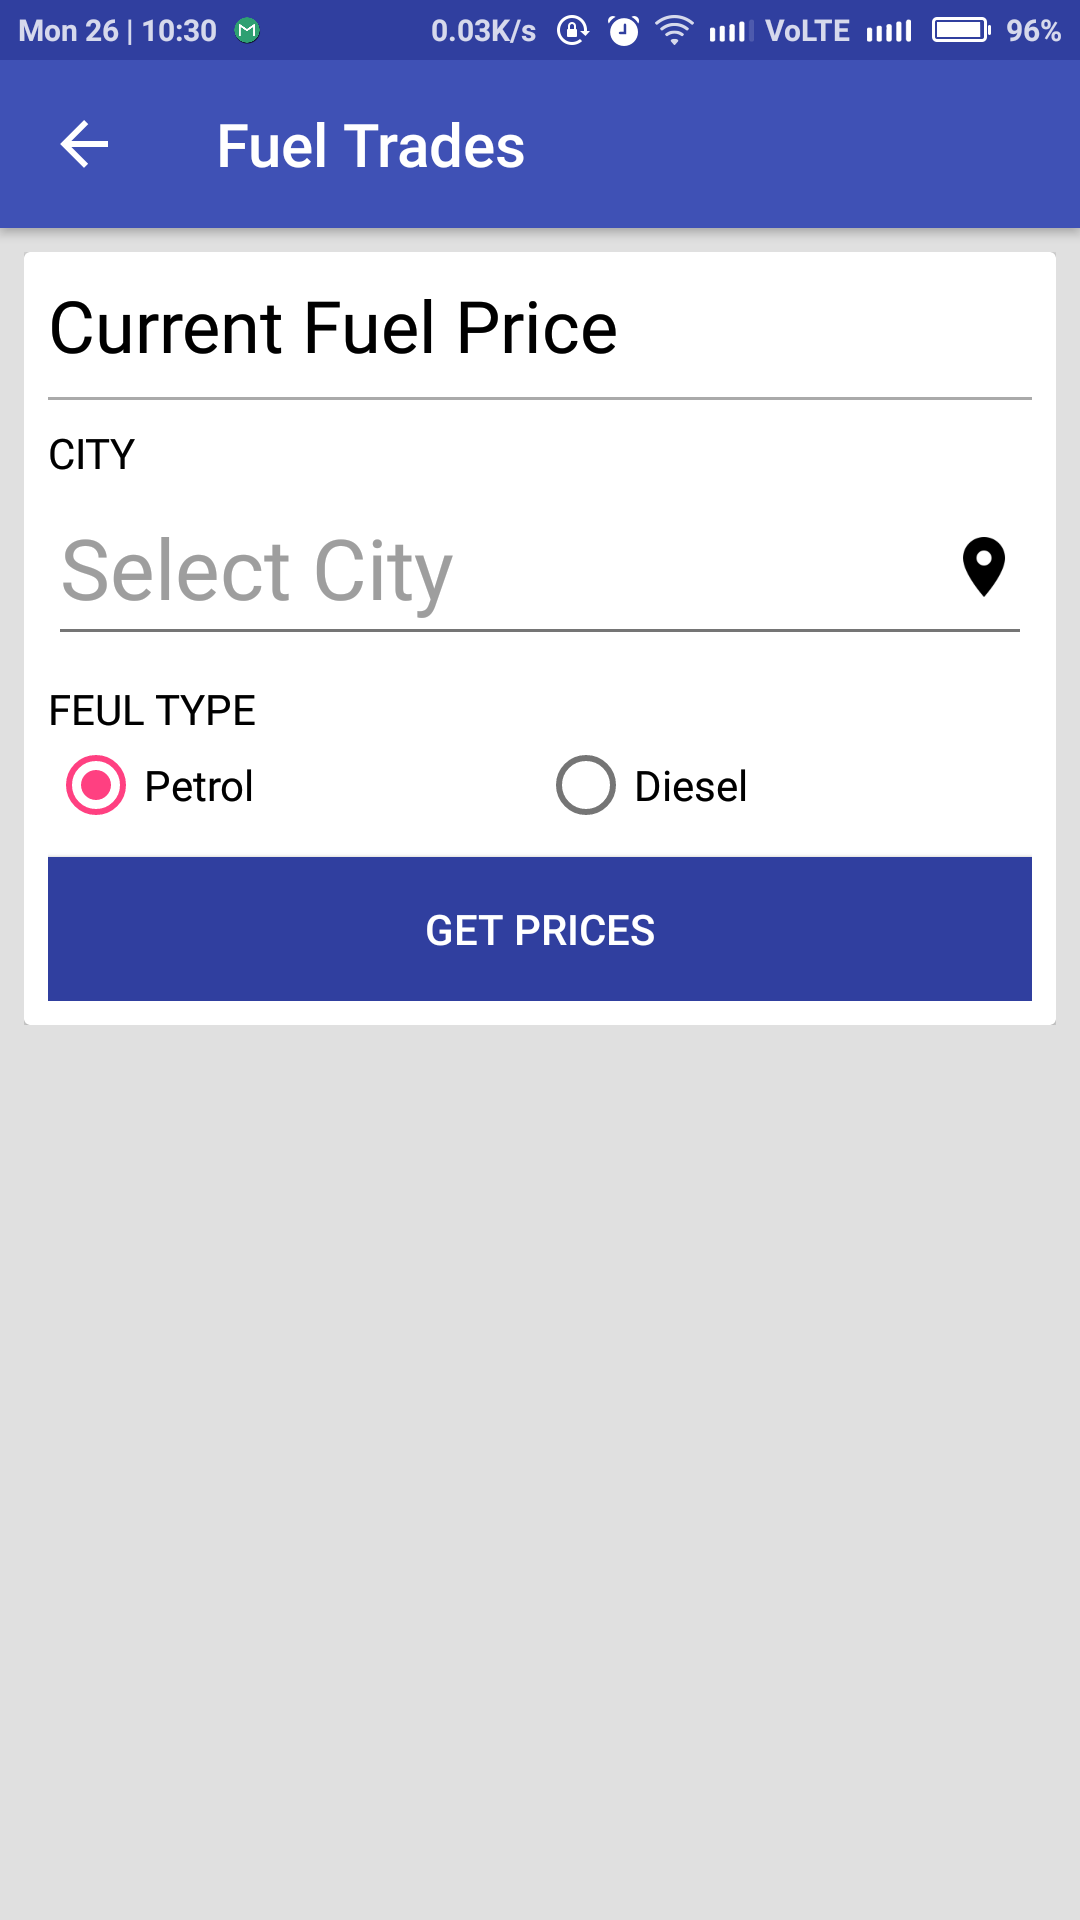 Mon 26 | 10:30 0.03K/s VoLTE 96%
Fuel Trades
Current Fuel Price
CITY
Select City
FEUL TYPE
Petrol Diesel
GET PRICES